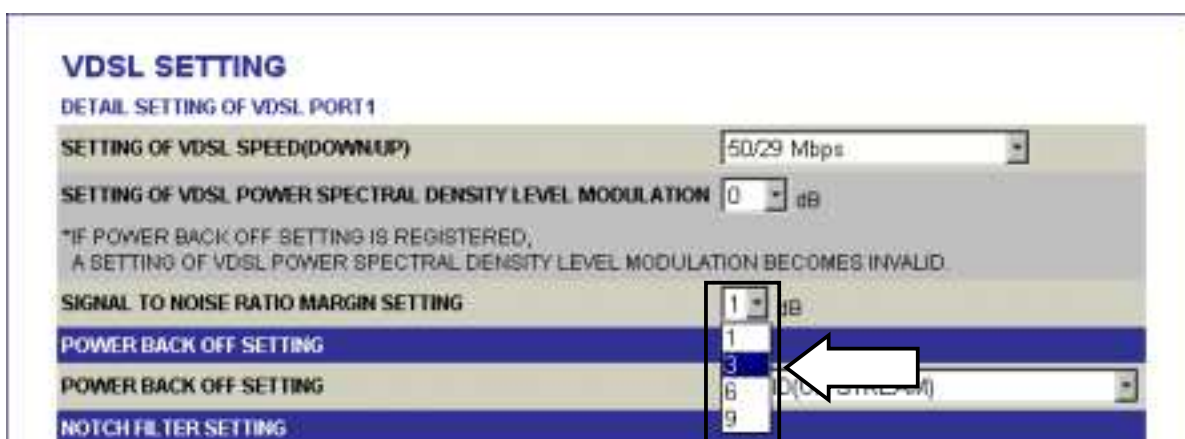 VDSL SETTING
DETAIL SETTING OF VDSL PORT1
SETTING OF VDSL SPEED(DOWN/UP) 50/29 Mbps
SETTING OF VDSL POWER SPECTRAL DENSITY LEVEL MODULATION 0 dB
*IF POWER BACK OFF SETTING IS REGISTERED,
A SETTING OF VDSL POWER SPECTRAL DENSITY LEVEL MODULATION BECOMES INVALID.
SIGNAL TO NOISE RATIO MARGIN SETTING 1 dB
1
POWER BACK OFF SETTING
3
POWER BACK OFF SETTING
6
NOTCH FILTER SETTING
9